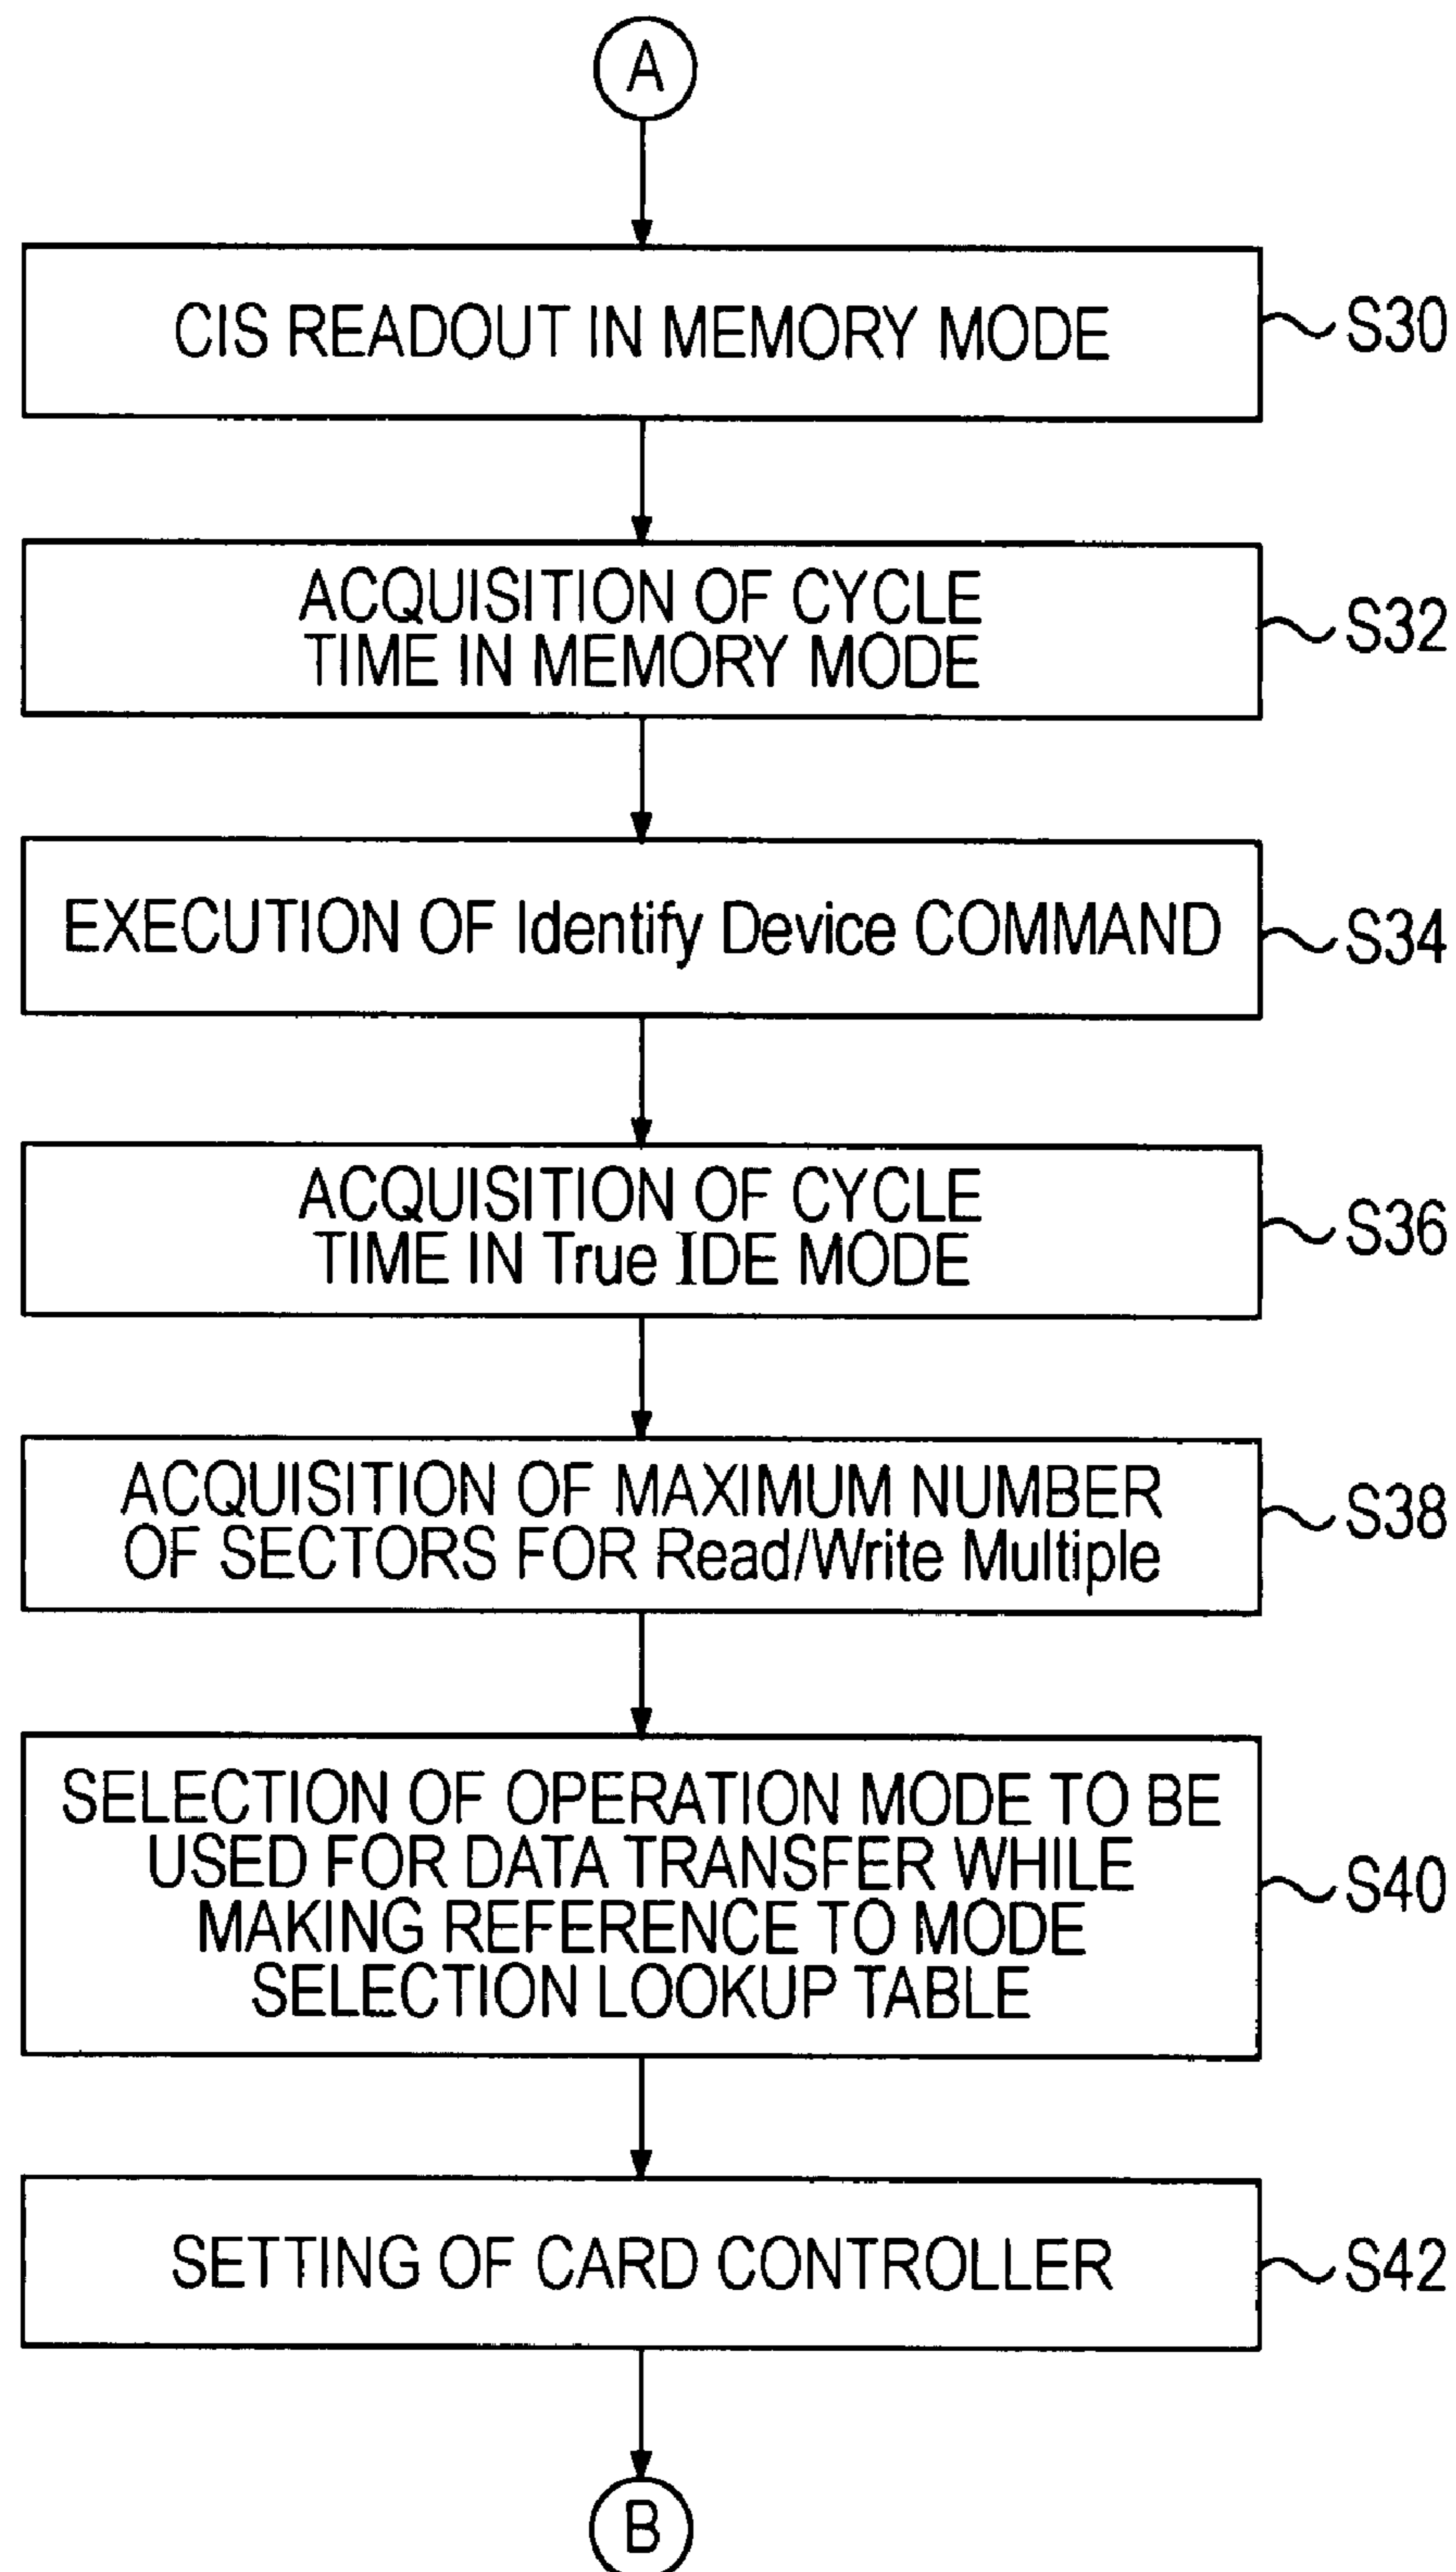 A
CIS READOUT IN MEMORY MODE
S30
ACQUISITION OF CYCLE
TIME IN MEMORY MODE
S32
EXECUTION OF Identify Device COMMAND
S34
ACQUISITION OF CYCLE
TIME IN True IDE MODE
S36
ACQUISITION OF MAXIMUM NUMBER
OF SECTORS FOR Read/Write Multiple
S38
SELECTION OF OPERATION MODE TO BE
USED FOR DATA TRANSFER WHILE
MAKING REFERENCE TO MODE
SELECTION LOOKUP TABLE
S40
SETTING OF CARD CONTROLLER
S42
B